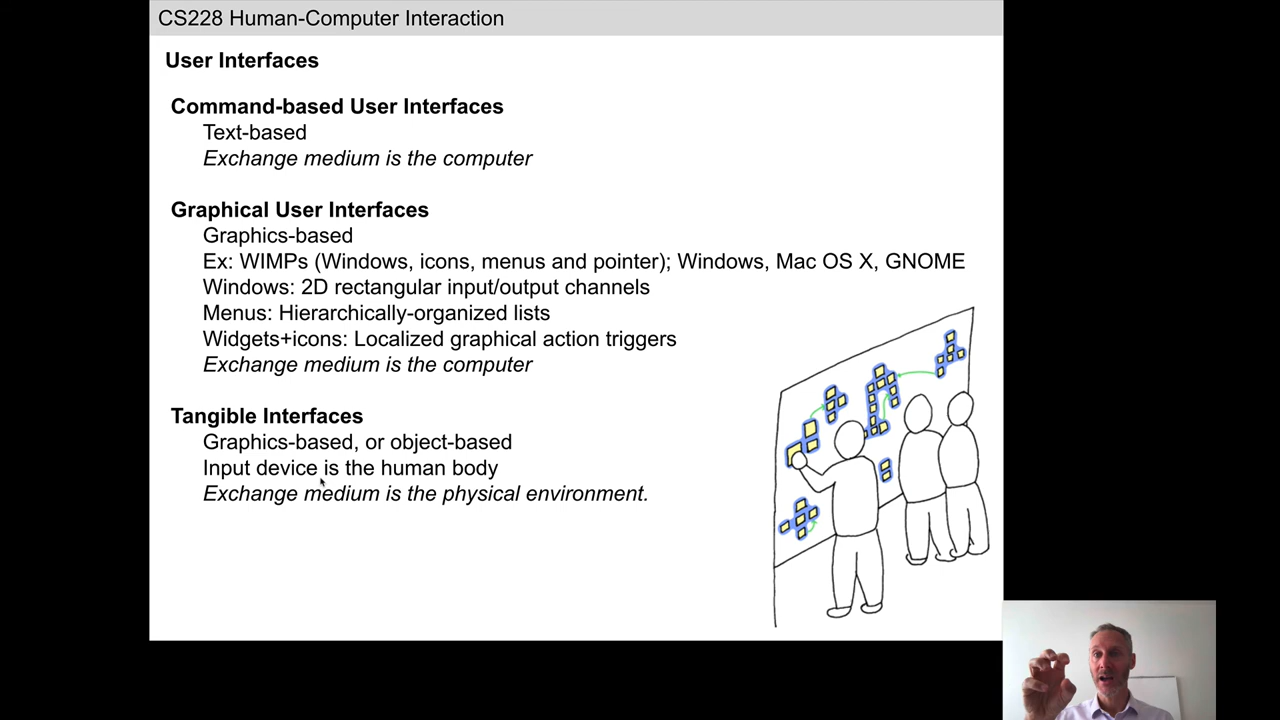 CS228 Human-Computer Interaction
User Interfaces
Command-based User Interfaces
Text-based
Exchange medium is the computer
Graphical User Interfaces
Graphics-based
Ex: WIMPs (Windows, icons, menus and pointer); Windows, Mac OS X, GNOME
Windows: 2D rectangular input/output channels
Menus: Hierarchically-organized lists
Widgets+icons: Localized graphical action triggers
Exchange medium is the computer
Tangible Interfaces
Graphics-based, or object-based
Input device is the human body
Exchange medium is the physical environment.